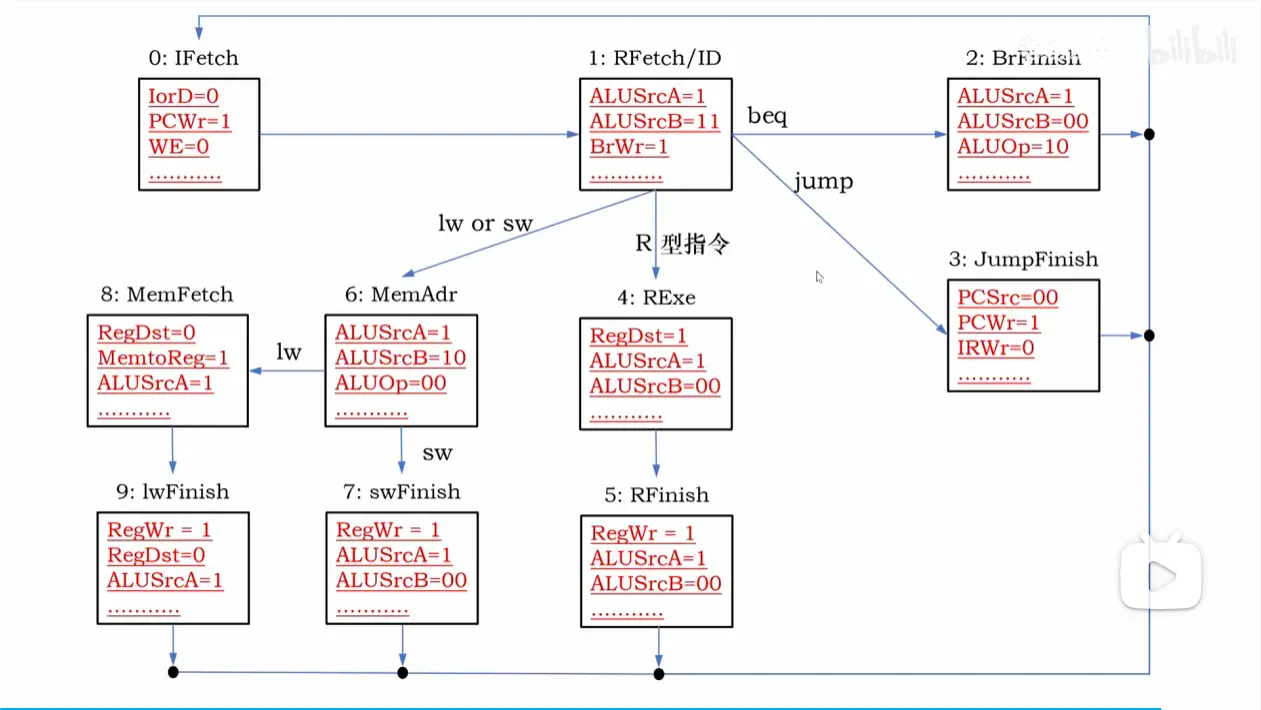 0: IFetch
IorD=0
PCWr=1
WE=0
...........
1: RFetch/ID
ALUSrcA=1
ALUSrcB=11
BrWr=1
...........
beq
jump
2: BrFinish
ALUSrcA=1
ALUSrcB=00
ALUOp=10
...........
bilibili
lw or sw
R 型指令
3: JumpFinish
PCSrc=00
PCWr=1
IRWr=0
...........
8: MemFetch
RegDst=0
MemtoReg=1
ALUSrcA=1
...........
lw
6: MemAdr
ALUSrcA=1
ALUSrcB=10
ALUOp=00
...........
sw
4: RExe
RegDst=1
ALUSrcA=1
ALUSrcB=00
...........
9: lwFinish
RegWr = 1
RegDst=0
ALUSrcA=1
...........
7: swFinish
RegWr = 1
ALUSrcA=1
ALUSrcB=00
...........
5: RFinish
RegWr = 1
ALUSrcA=1
ALUSrcB=00
...........